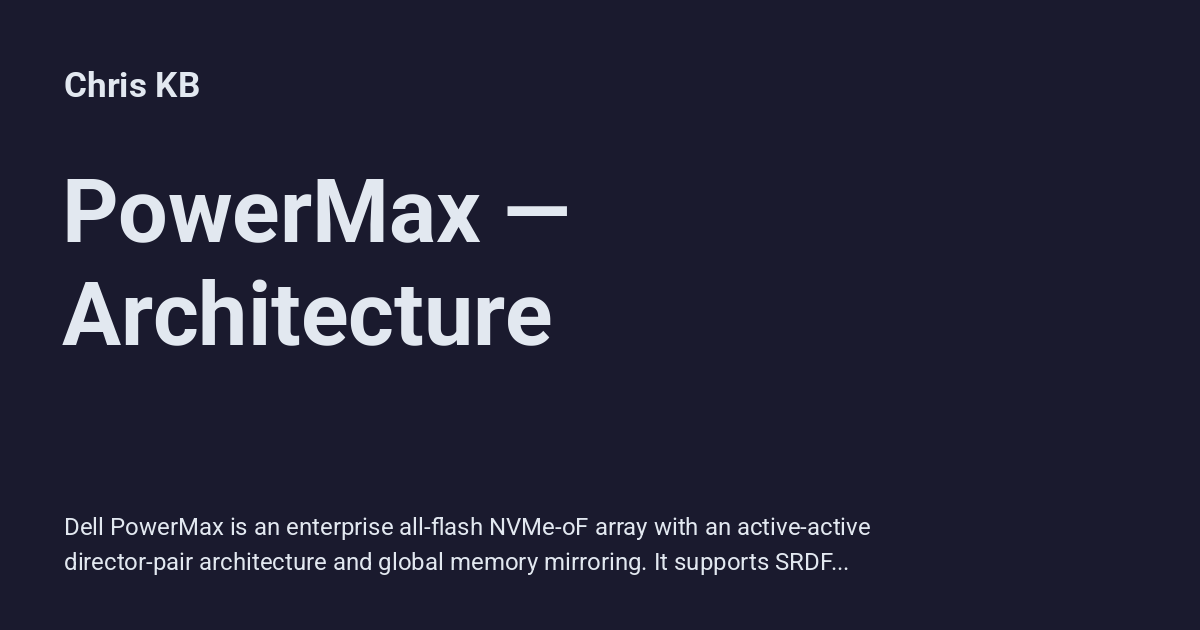 Chris KB
PowerMax —
Architecture
Dell PowerMax is an enterprise all-flash NVMe-oF array with an active-active
director-pair architecture and global memory mirroring. It supports SRDF...